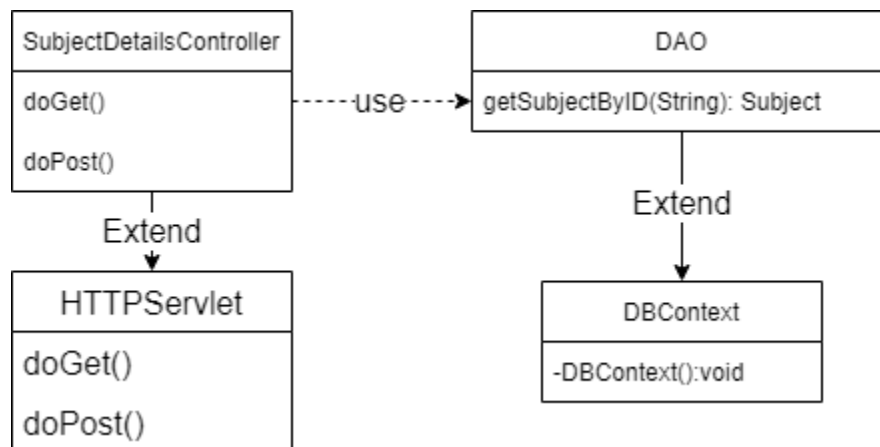 SubjectDetailsController
doGet()
doPost()
use
DAO
getSubjectByID(String): Subject
Extend
Extend
HTTPServlet
doGet()
doPost()
DBContext
-DBContext():void